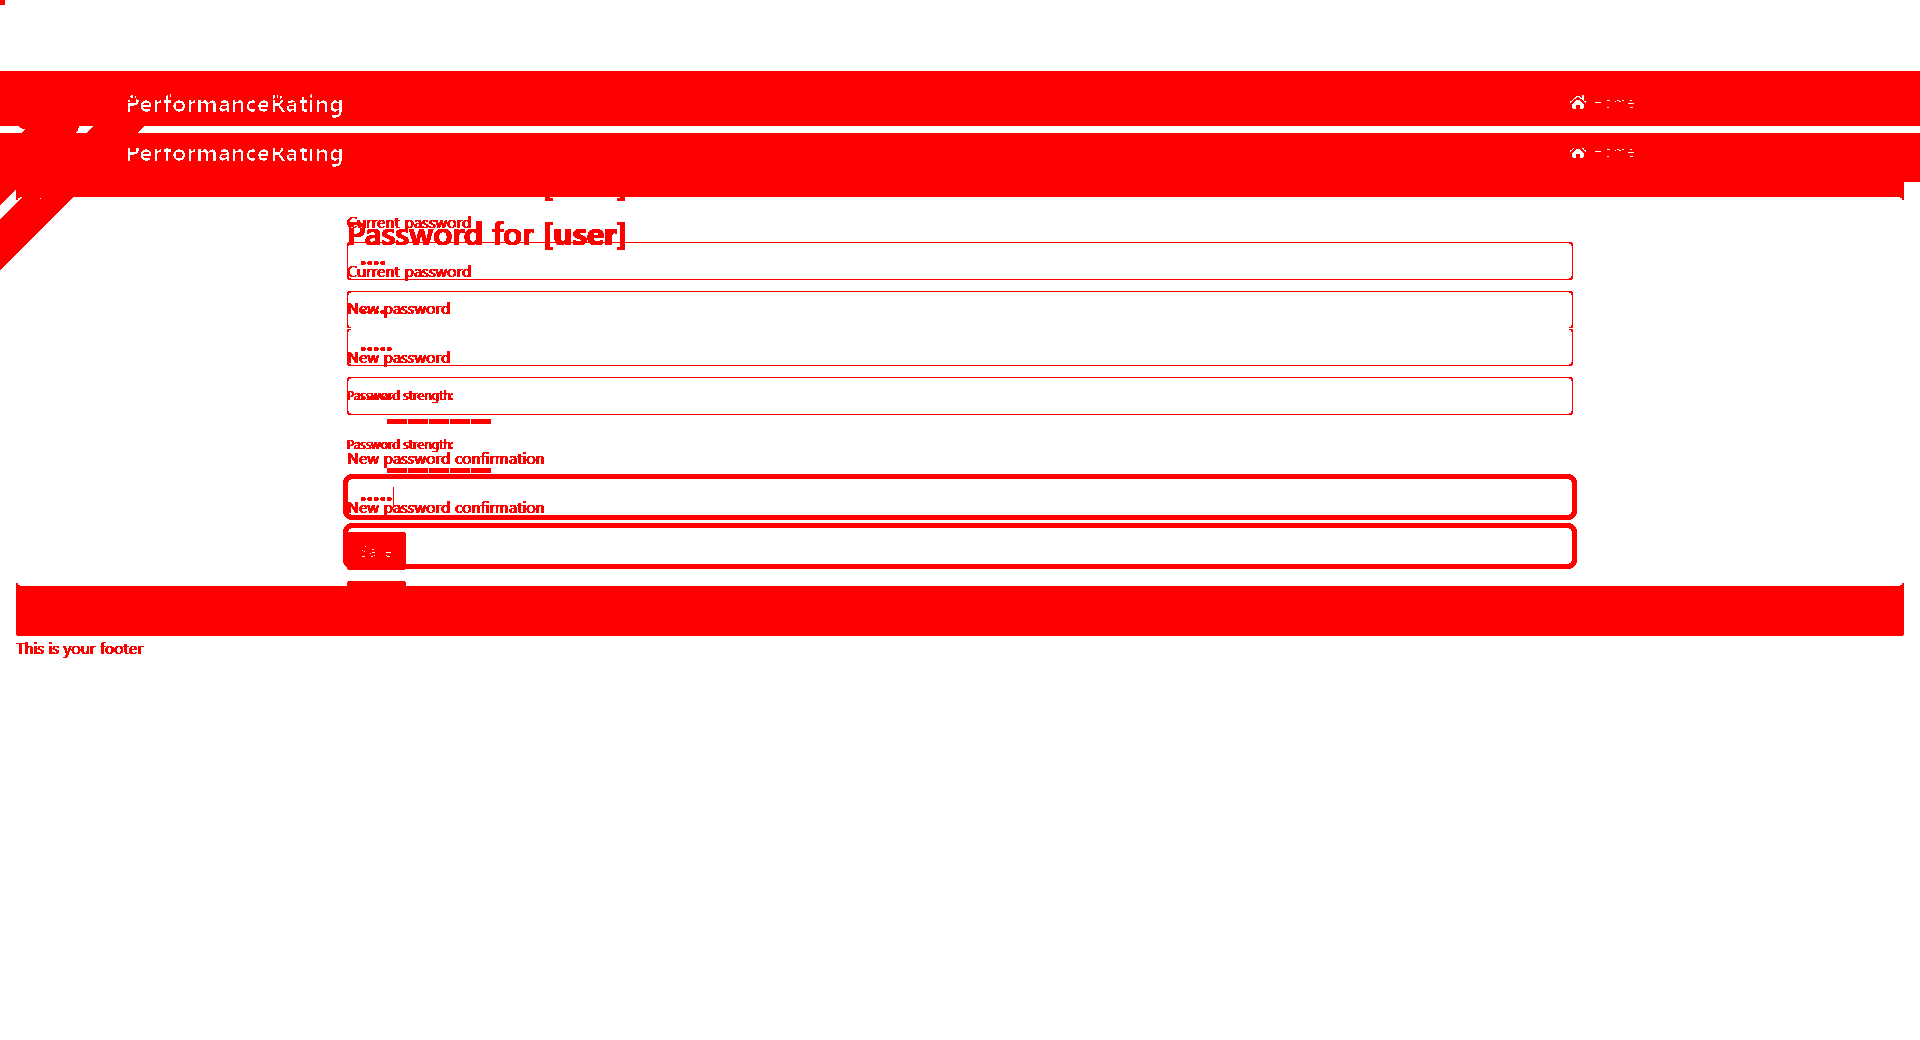 PerformanceRating Home
PerformanceRating Home
Current password
Password for [user]
Current password
New password
New password
Password strength:
Password strength:
New password confirmation
New password confirmation
Save
This is your footer